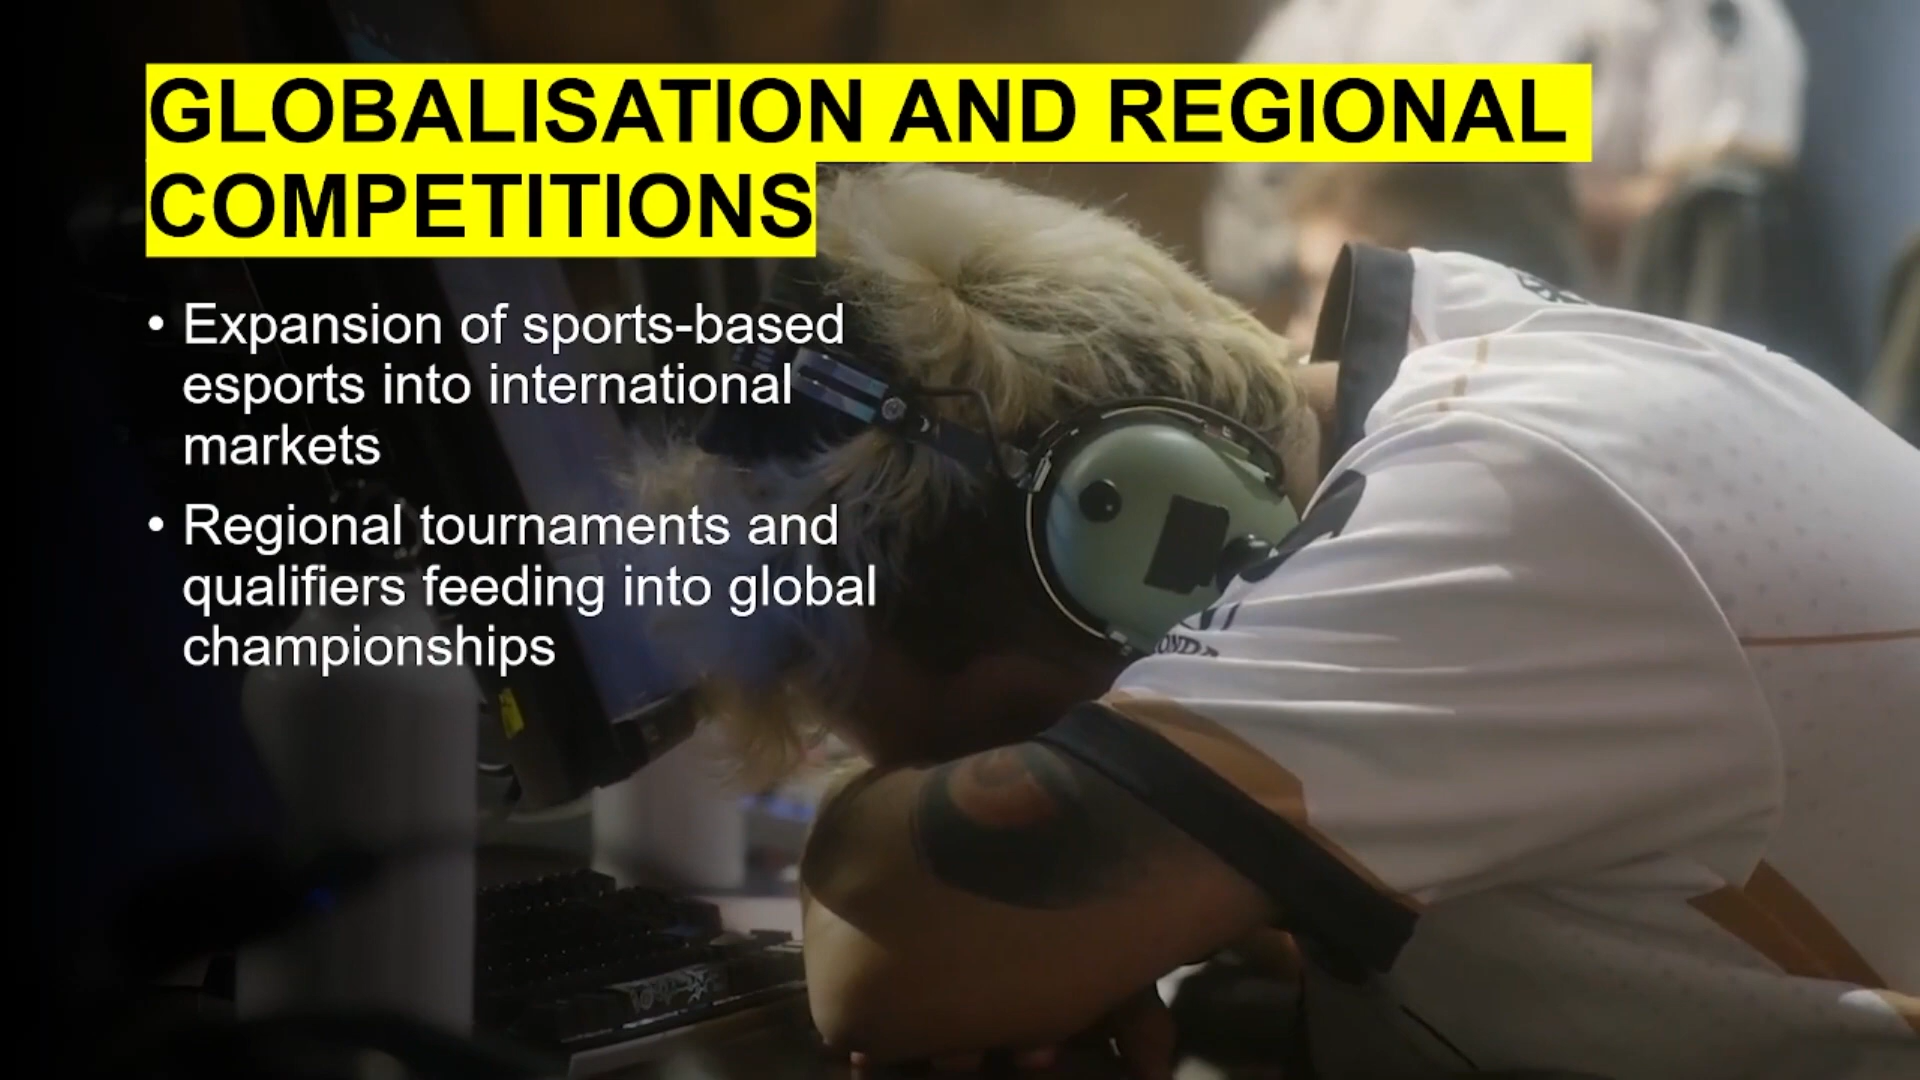 GLOBALISATION AND REGIONAL
COMPETITIONS
• Expansion of sports-based
esports into international
markets
• Regional tournaments and
qualifiers feeding into global
championships